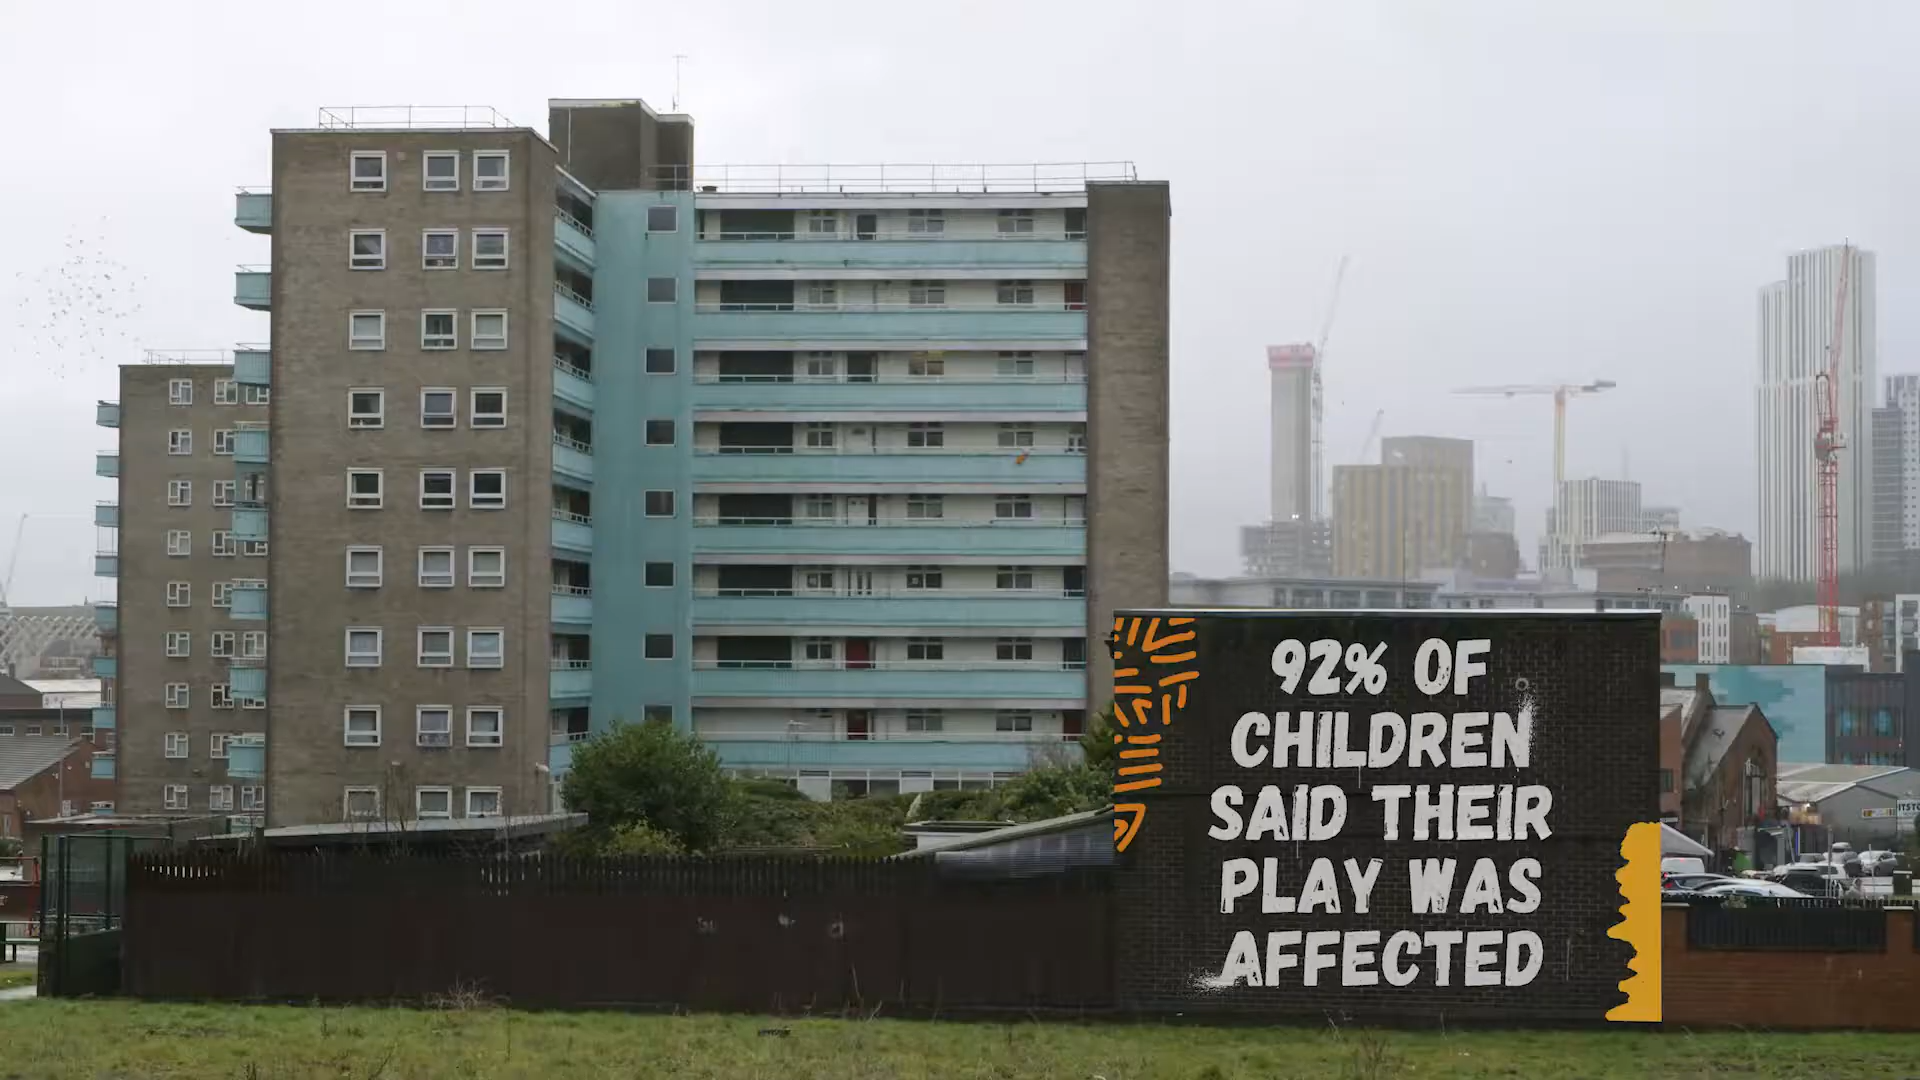 92% OF
CHILDREN
SAID THEIR
PLAY WAS
AFFECTED